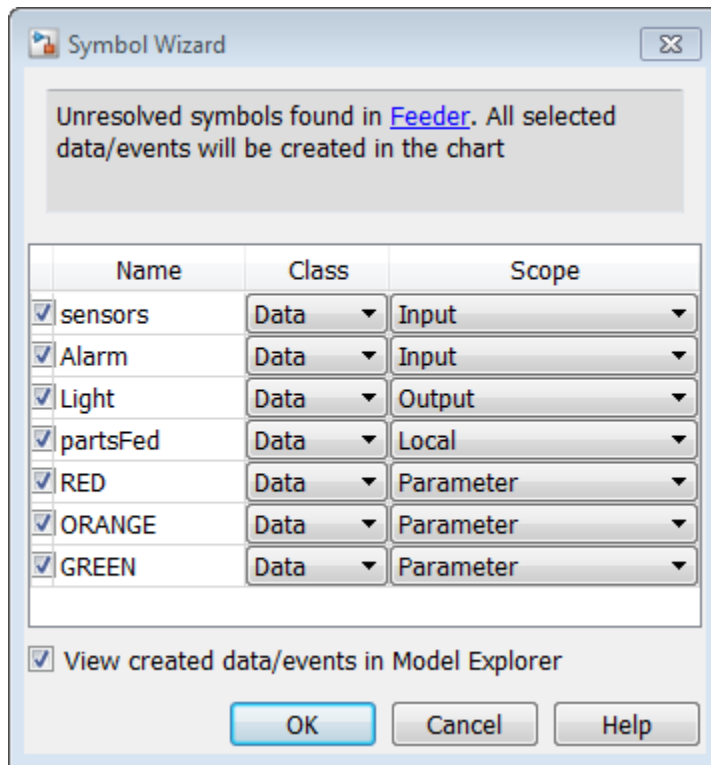 Symbol Wizard
Unresolved symbols found in Feeder. All selected
data/events will be created in the chart
Name Class Scope
sensors Data Input
Alarm Data Input
Light Data Output
partsFed Data Local
RED Data Parameter
ORANGE Data Parameter
GREEN Data Parameter
View created data/events in Model Explorer
OK Cancel Help